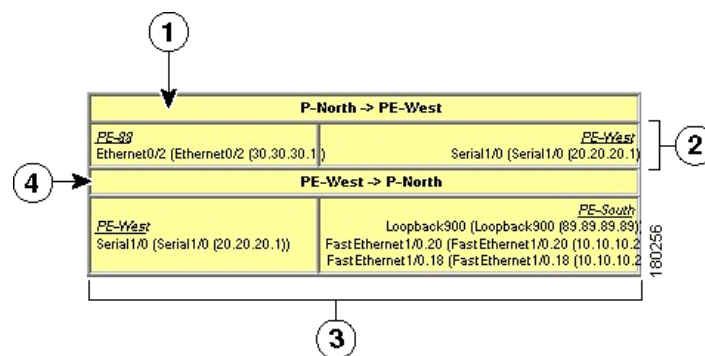 1
P-North -> PE-West
PE-88
Ethernet0/2 (Ethernet0/2 (30.30.30.1)
PE-West
Serial1/0 (Serial1/0 (20.20.20.1)
2
4
PE-West -> P-North
PE-West
Serial1/0 (Serial1/0 (20.20.20.1))
PE-South
Loopback900 (Loopback900 (89.89.89.89))
FastEthernet1/0.20 (FastEthernet1/0.20 (10.10.10.2
FastEthernet1/0.18 (FastEthernet1/0.18 (10.10.10.2
180256
3